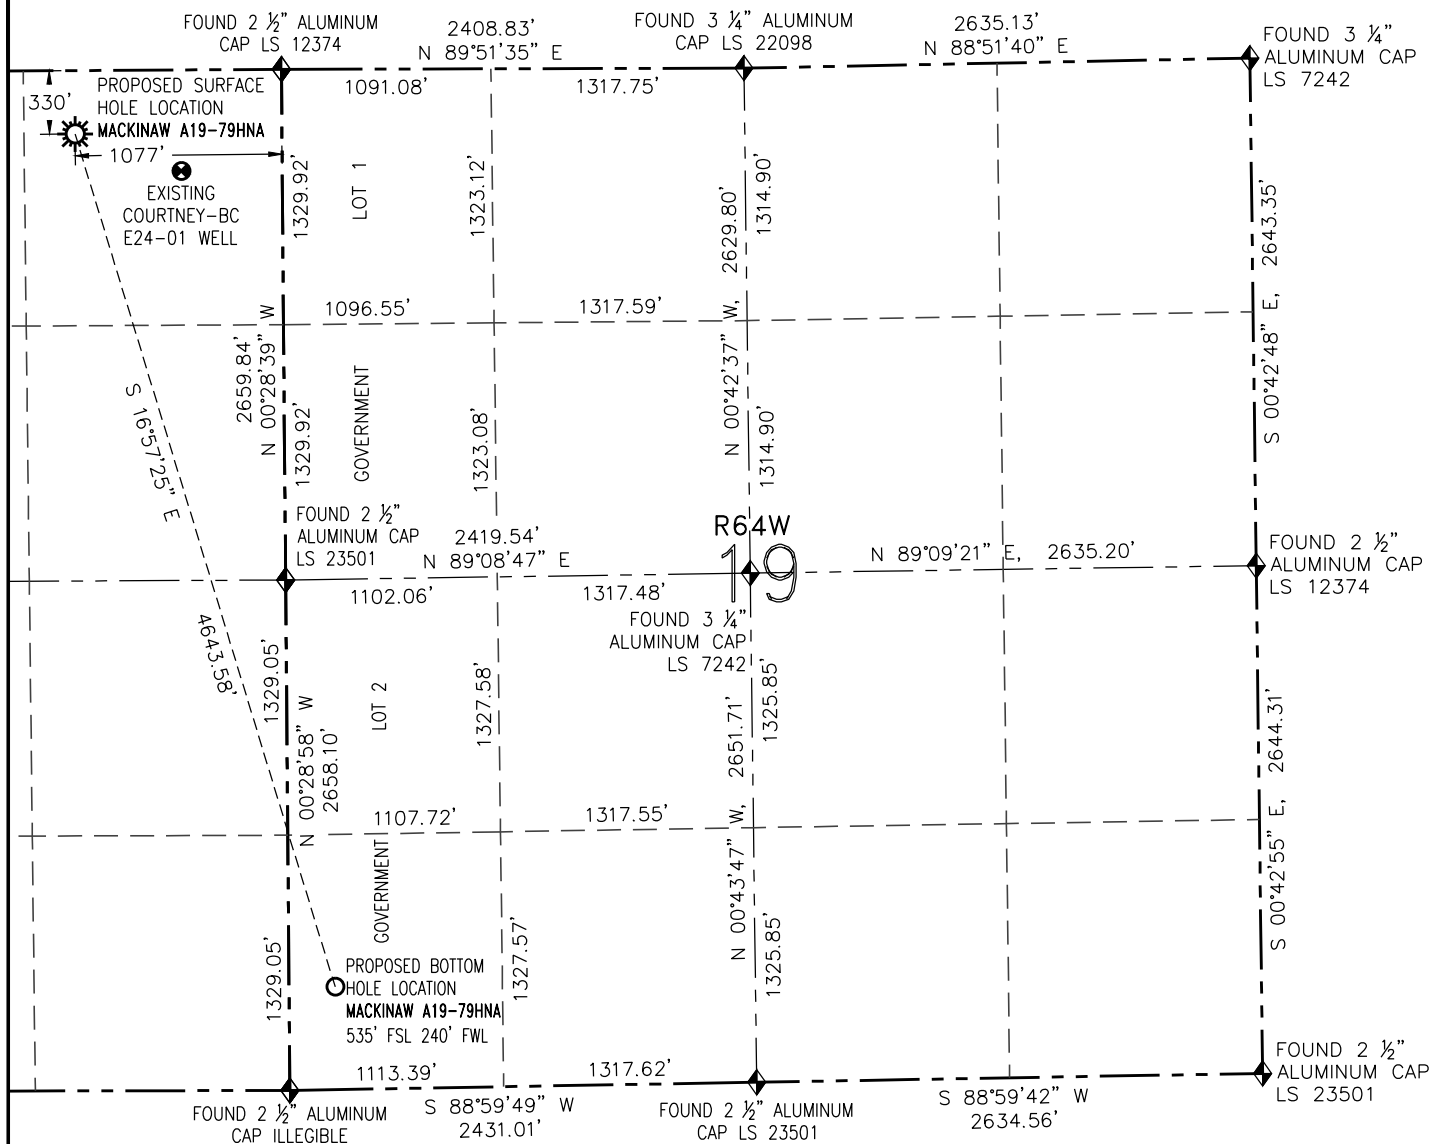 FOUND 2 ½” ALUMINUM
CAP LS 12374
2408.83’
N 89°51’35” E
FOUND 3 ¼” ALUMINUM
CAP LS 22098
2635.13’
N 88°51’40” E
FOUND 3 ¼”
ALUMINUM CAP
LS 7242
330’
PROPOSED SURFACE
HOLE LOCATION
MACKINAW A19-79HNA
1091.08’
1317.75’
1077’
EXISTING
COURTNEY-BC
E24-01 WELL
1329.92’
LOT 1
1323.12’
2629.80’
1314.90’
2643.35’
1096.55’
1317.59’
2659.84’
N 00°28’39” W
1329.92’
GOVERNMENT
1323.08’
N 00°42’37” W,
1314.90’
S 00°42’48” E,
S 16°57’25” E
4643.58’
FOUND 2 ½”
ALUMINUM CAP
LS 23501
2419.54’
N 89°08’47” E
R64W
19
N 89°09’21” E, 2635.20’
FOUND 2 ½”
ALUMINUM CAP
LS 12374
1102.06’
1317.48’
FOUND 3 ¼”
ALUMINUM CAP
LS 7242
1329.05’
LOT 2
1327.58’
2651.71’
1325.85’
2644.31’
N 00°28’58” W
2658.10’
1107.72’
1317.55’
GOVERNMENT
N 00°43’47” W,
1325.85’
S 00°42’55” E,
1329.05’
1327.57’
PROPOSED BOTTOM
HOLE LOCATION
MACKINAW A19-79HNA
535’ FSL 240’ FWL
1113.39’
1317.62’
FOUND 2 ½” ALUMINUM
CAP ILLEGIBLE
S 88°59’49” W
2431.01’
FOUND 2 ½” ALUMINUM
CAP LS 23501
S 88°59’42” W
2634.56’
FOUND 2 ½”
ALUMINUM CAP
LS 23501